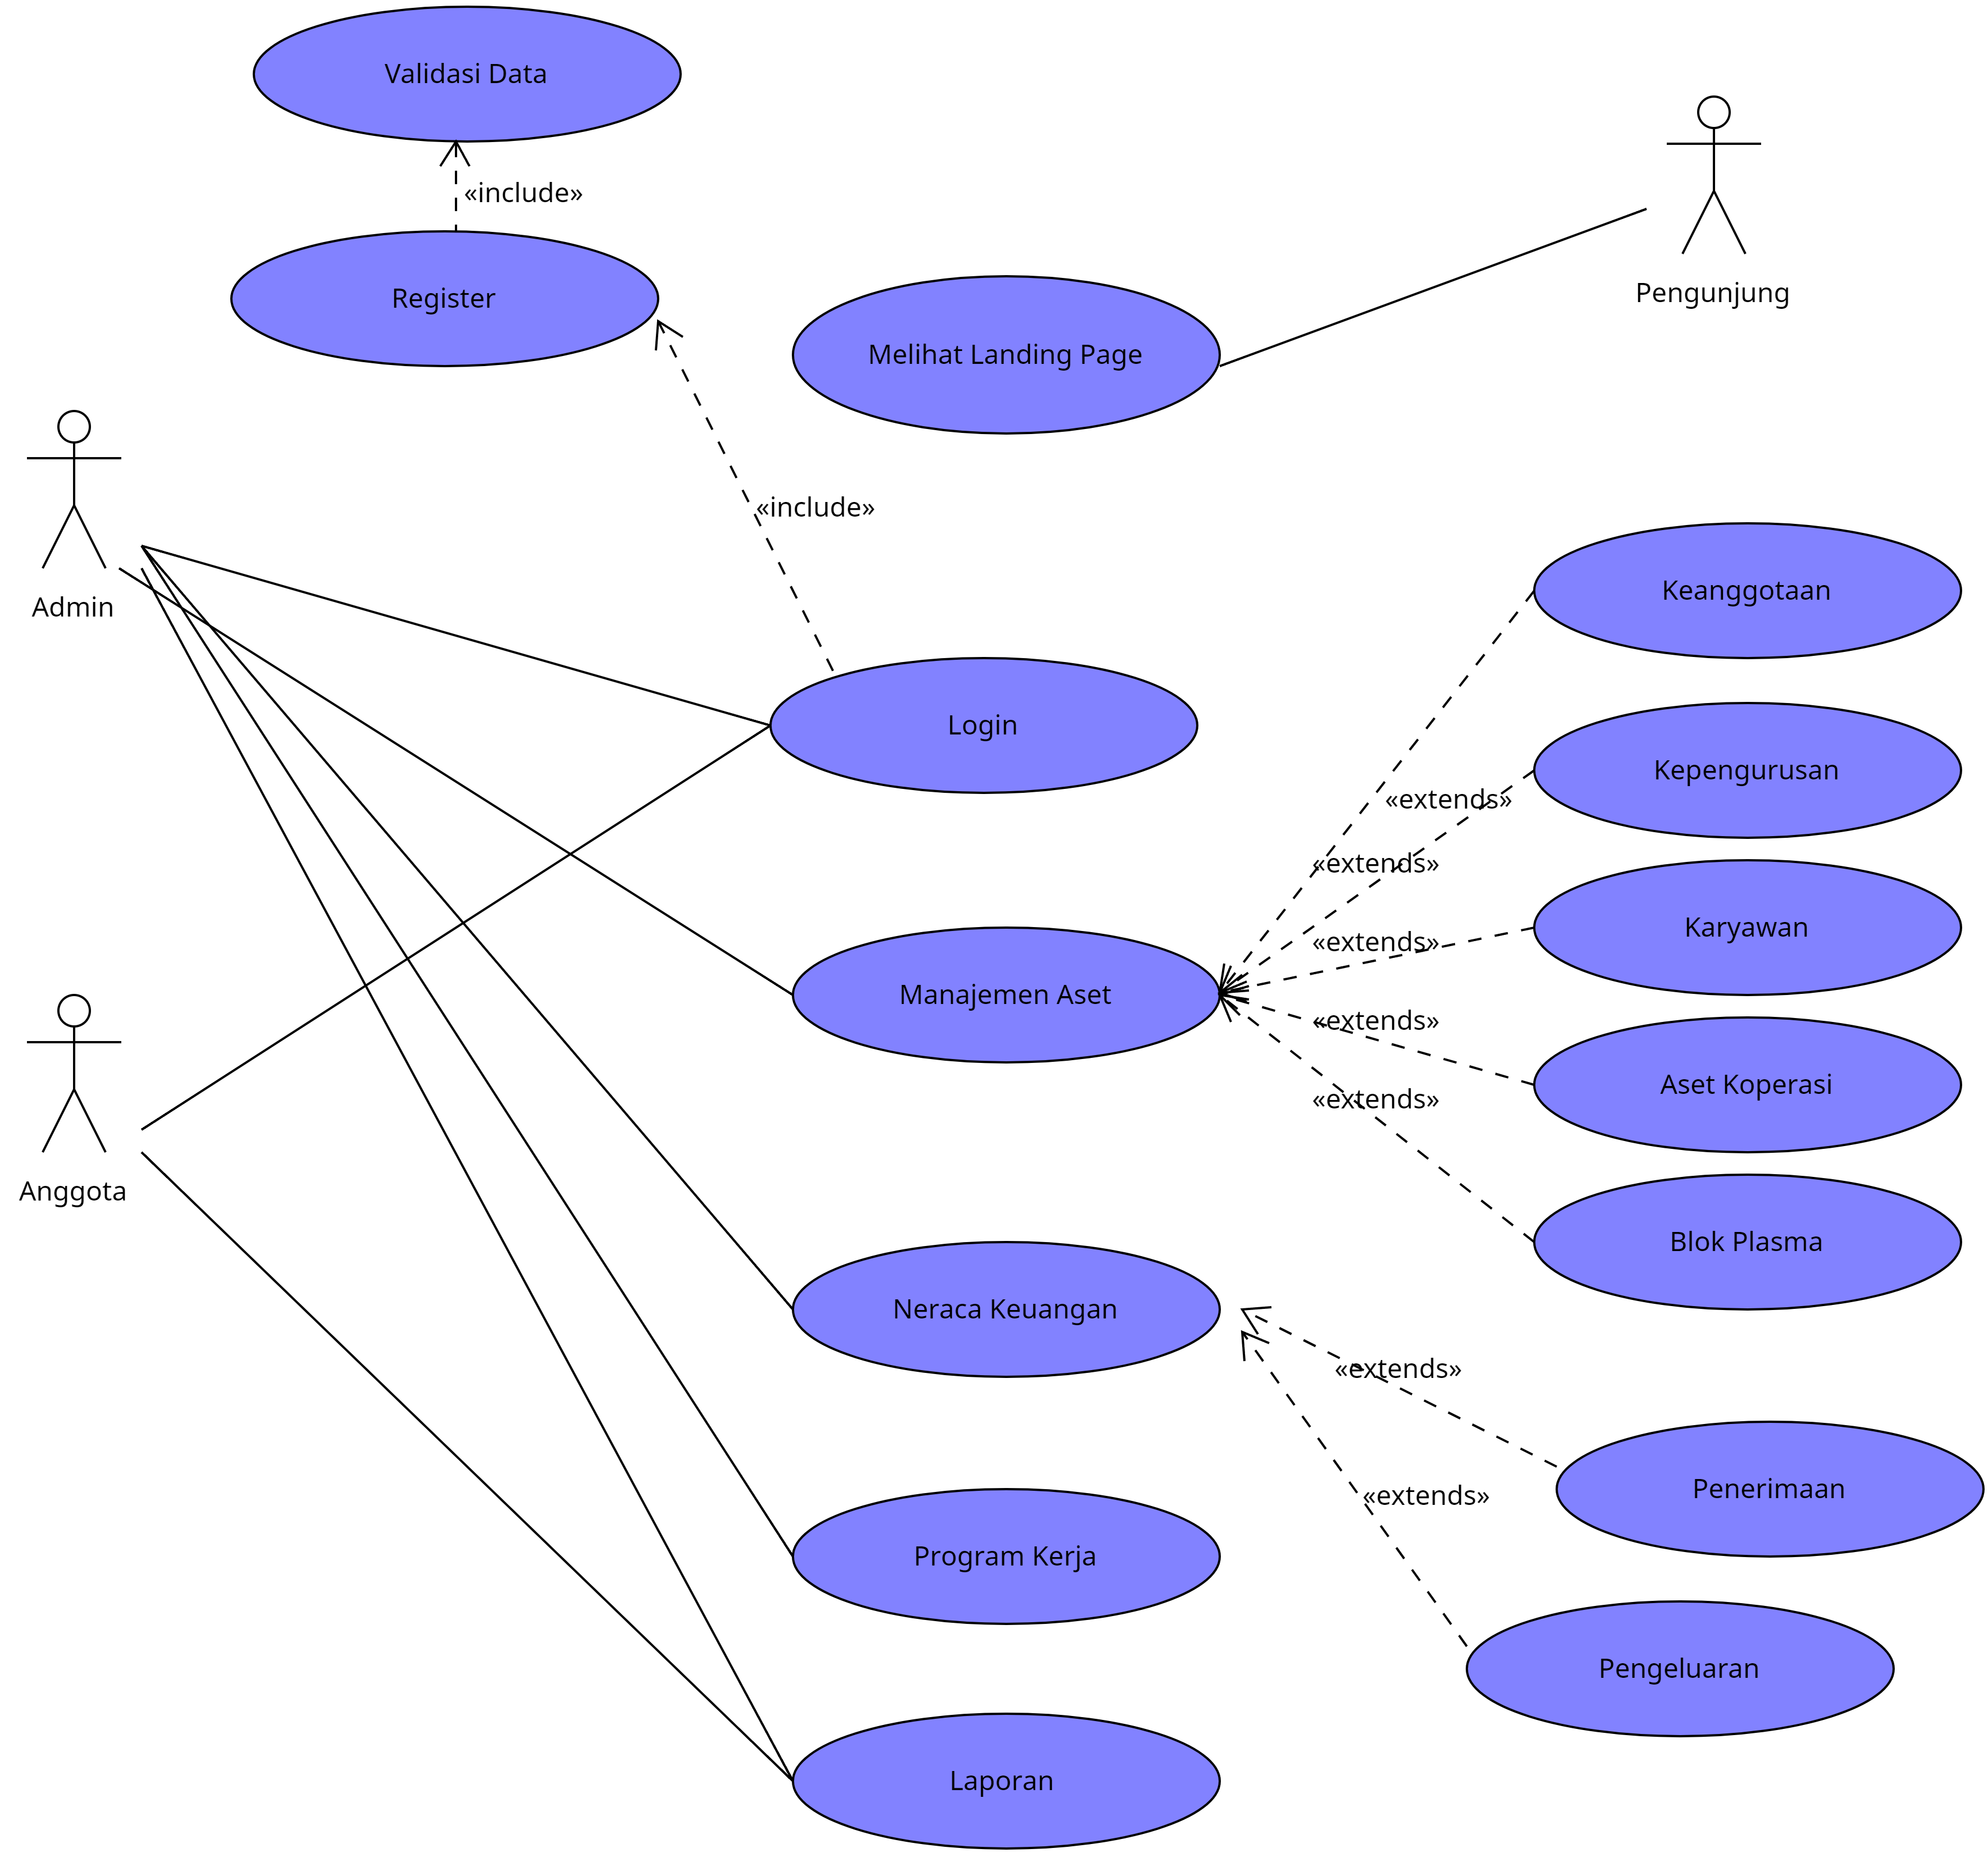 Validasi Data
«include»
Register
Pengunjung
Melihat Landing Page
«include»
Admin
Keanggotaan
Login
Kepengurusan
«extends»
«extends»
Karyawan
«extends»
Manajemen Aset
«extends»
Aset Koperasi
«extends»
Anggota
Blok Plasma
Neraca Keuangan
«extends»
Penerimaan
«extends»
Program Kerja
Pengeluaran
Laporan